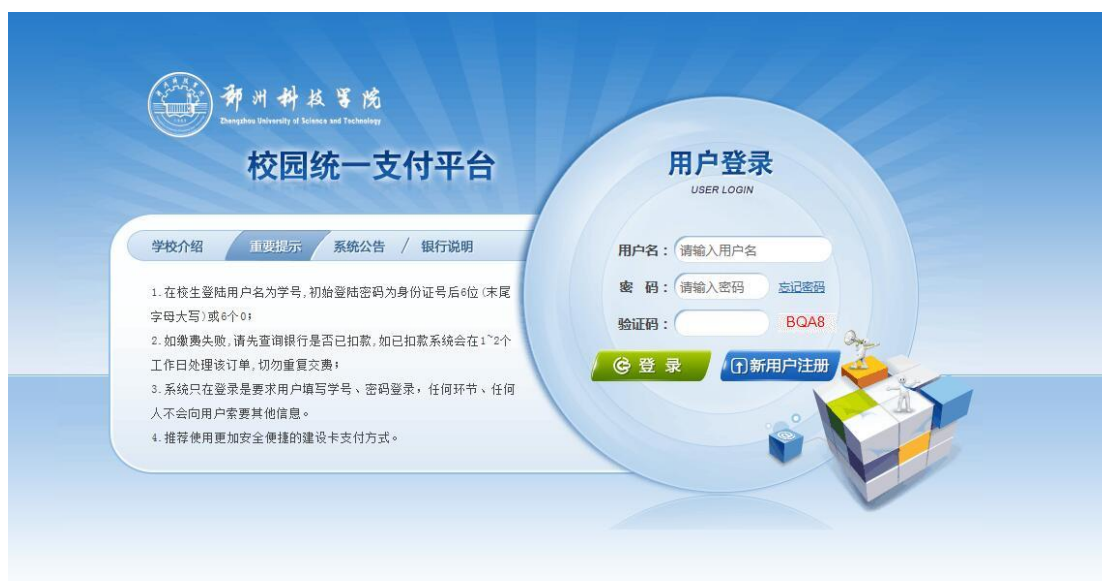 郑州科技学院
Zhengzhou University of Science and Technology
校园统一支付平台
学校介绍 重要提示 系统公告 / 银行说明
1.在校生登陆用户名为学号,初始登陆密码为身份证号后6位(末尾
字母大写)或6个0;
2.如缴费失败,请先查询银行是否已扣款,如已扣款系统会在1~2个
工作日处理该订单,切勿重复交费;
3.系统只在登录是要求用户填写学号、密码登录,任何环节、任何
人不会向用户索要其他信息。
4.推荐使用更加安全便捷的建设卡支付方式。
用户登录
USER LOGIN
用户名: 请输入用户名
密 码: 请输入密码 忘记密码
验证码: BQA8
登 录 新用户注册